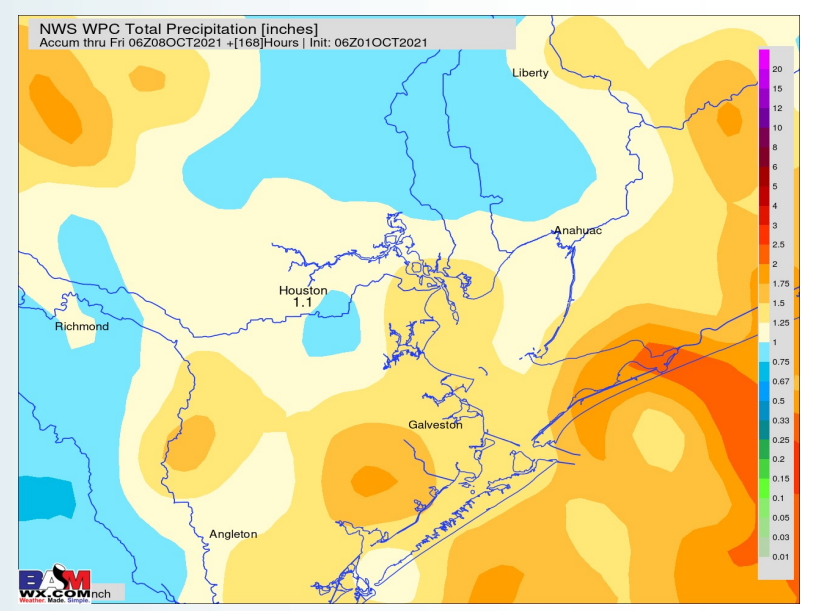 NWS WPC Total Precipitation [inches]
Accum thru Fri 06Z08OCT2021 +[168]Hours | Init: 06Z01OCT2021
Liberty
Anahuac
Houston
1.1
Richmond
Galveston
Angleton
20
15
12
10
8
6
5
4
3
2.5
2
1.75
1.5
1.25
1
0.75
0.67
0.5
0.33
0.25
0.2
0.15
0.1
0.05
0.03
0.01
BAM
WX.COM
nch
Weather. Made. Simple.